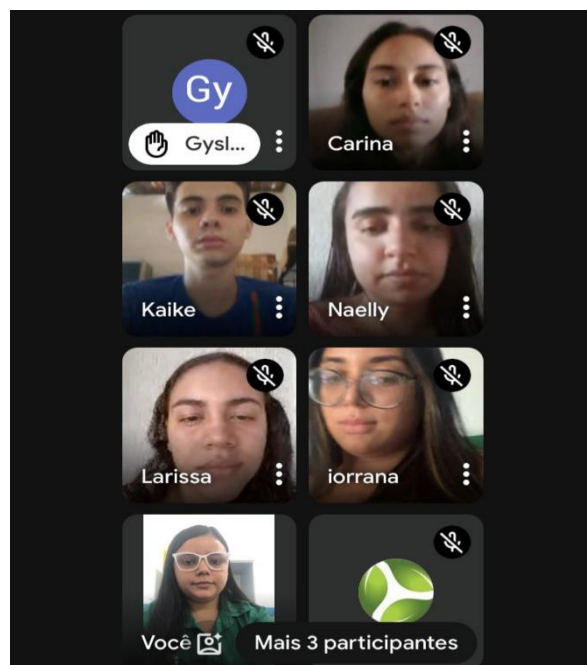 Gy
Gysl...
Carina
Kaike
Naelly
Larissa
iorrana
Você
Mais 3 participantes